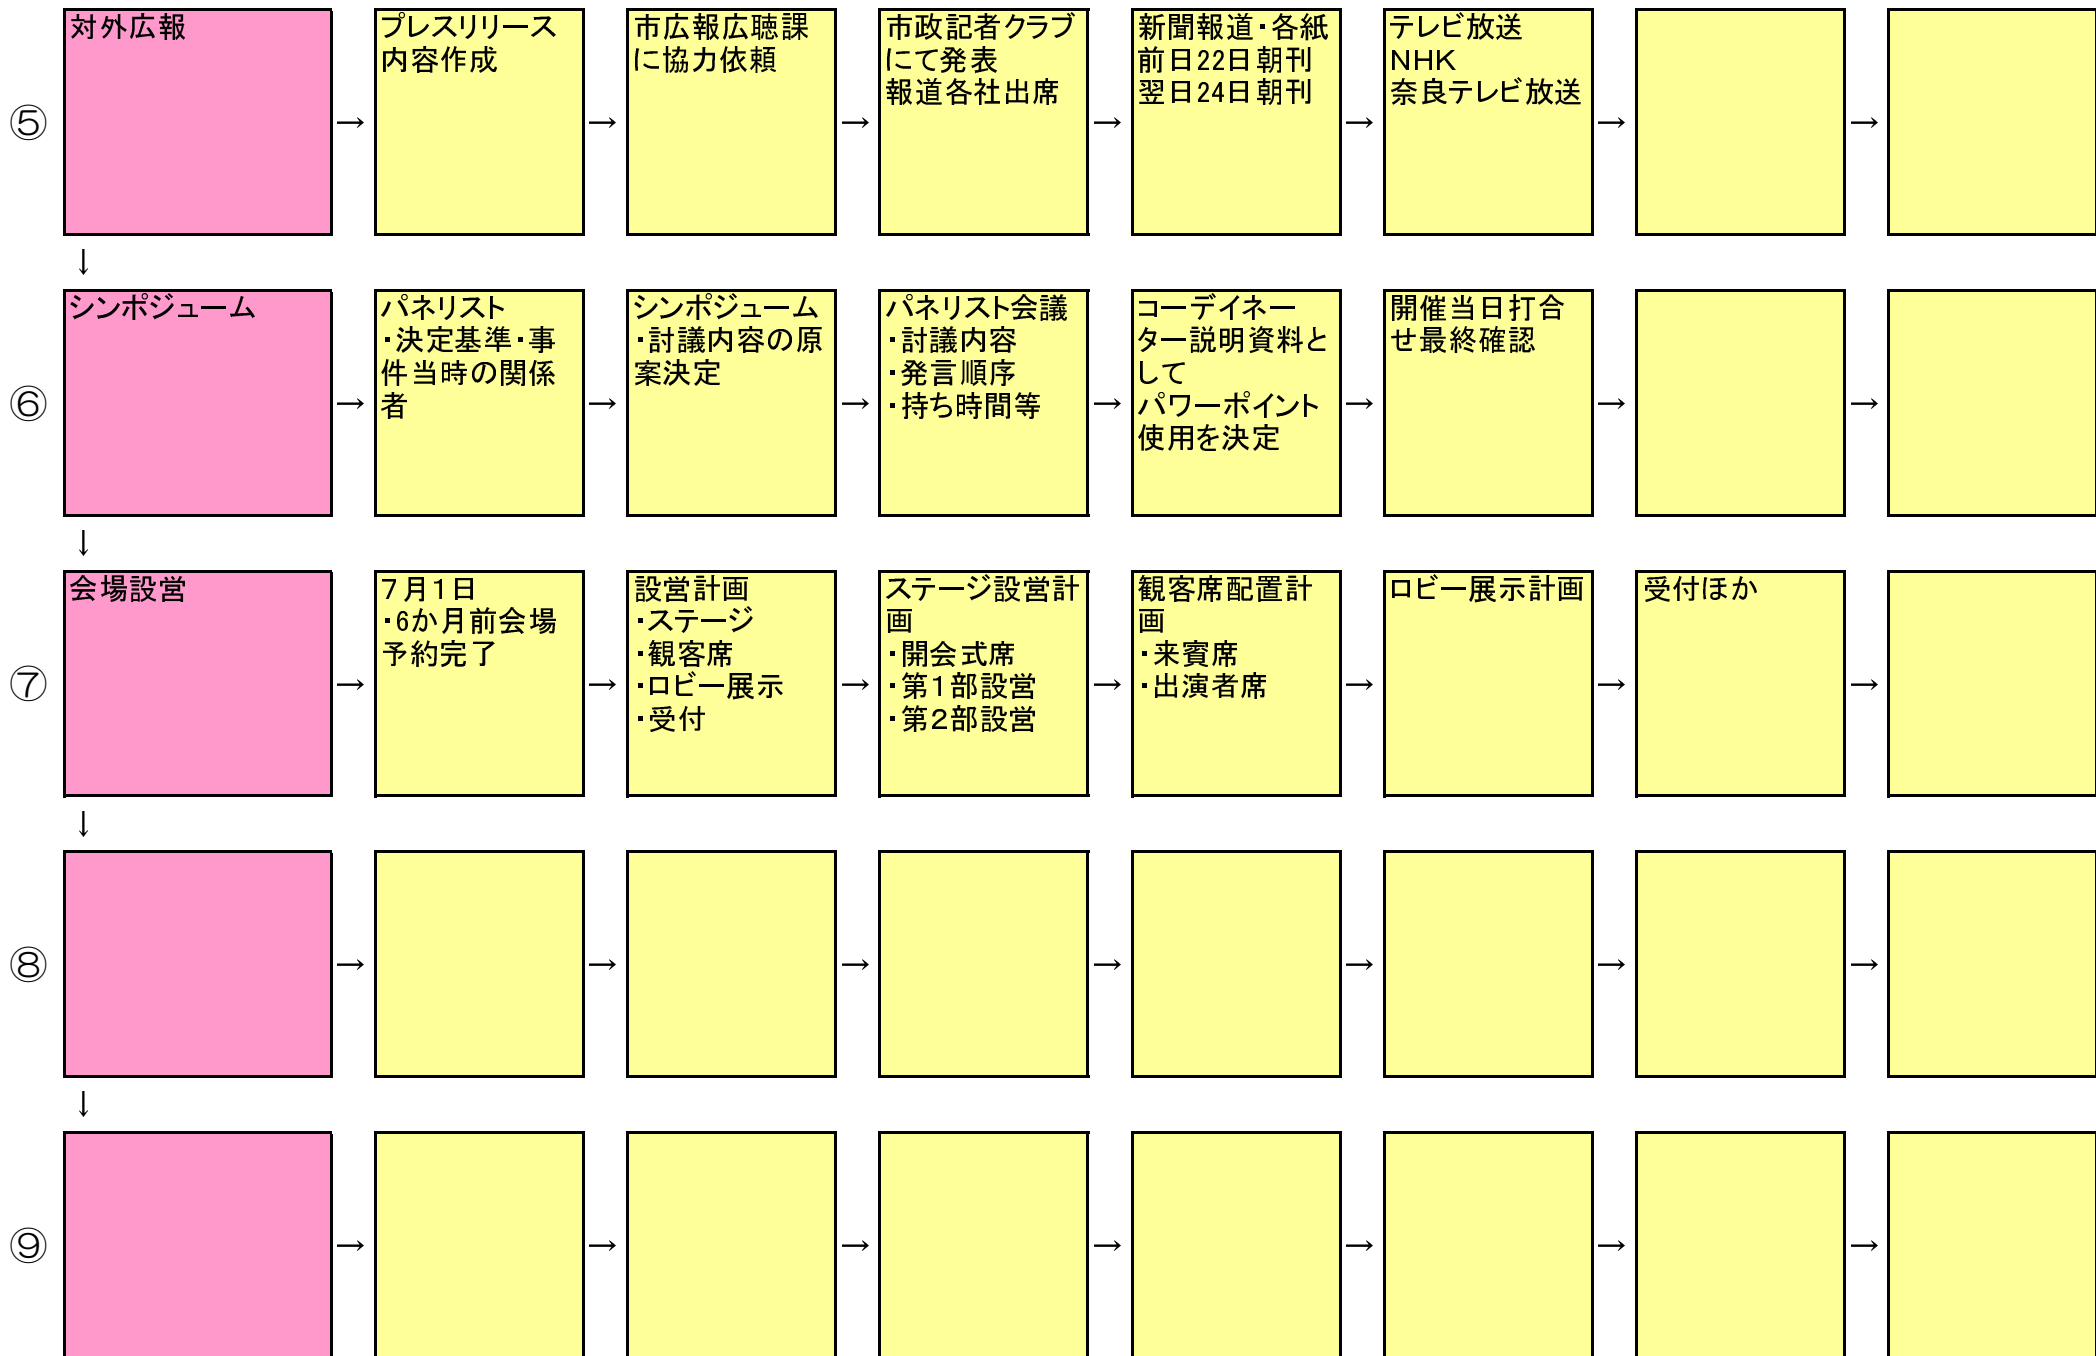 ⑤
対外広報
→
プレスリリース
内容作成
→
市広報広聴課
に協力依頼
→
市政記者クラブ
にて発表
報道各社出席
→
新聞報道・各紙
前日22日朝刊
翌日24日朝刊
→
テレビ放送
NHK
奈良テレビ放送
→
→
↓
⑥
シンポジューム
→
パネリスト
・決定基準・事
件当時の関係
者
→
シンポジューム
・討議内容の原
案決定
→
パネリスト会議
・討議内容
・発言順序
・持ち時間等
→
コーデイネー
ター説明資料と
して
パワーポイント
使用を決定
→
開催当日打合
せ最終確認
→
→
↓
⑦
会場設営
→
7月1日
・6か月前会場
予約完了
→
設営計画
・ステージ
・観客席
・ロビー展示
・受付
→
ステージ設営計
画
・開会式席
・第1部設営
・第2部設営
→
観客席配置計
画
・来賓席
・出演者席
→
ロビー展示計画
→
受付ほか
→
↓
⑧
→
→
→
→
→
→
→
↓
⑨
→
→
→
→
→
→
→